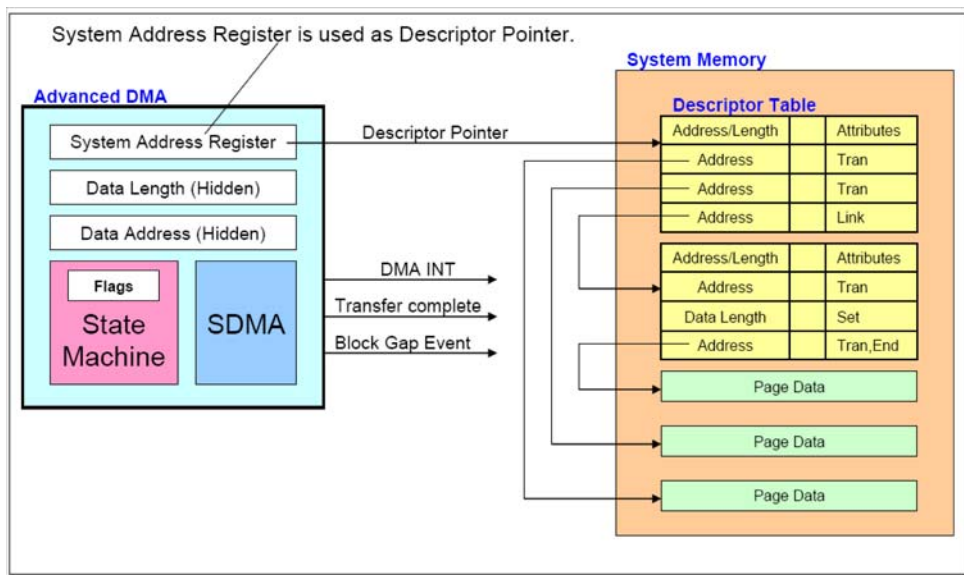 System Address Register is used as Descriptor Pointer.
System Memory
Advanced DMA
Descriptor Table
System Address Register
Descriptor Pointer
Address/Length Attributes
Address Tran
Data Length (Hidden)
Address Tran
Data Address (Hidden)
Address Link
Flags
State
Machine
SDMA
DMA INT
Transfer complete
Block Gap Event
Address/Length Attributes
Address Tran
Data Length Set
Address Tran,End
Page Data
Page Data
Page Data